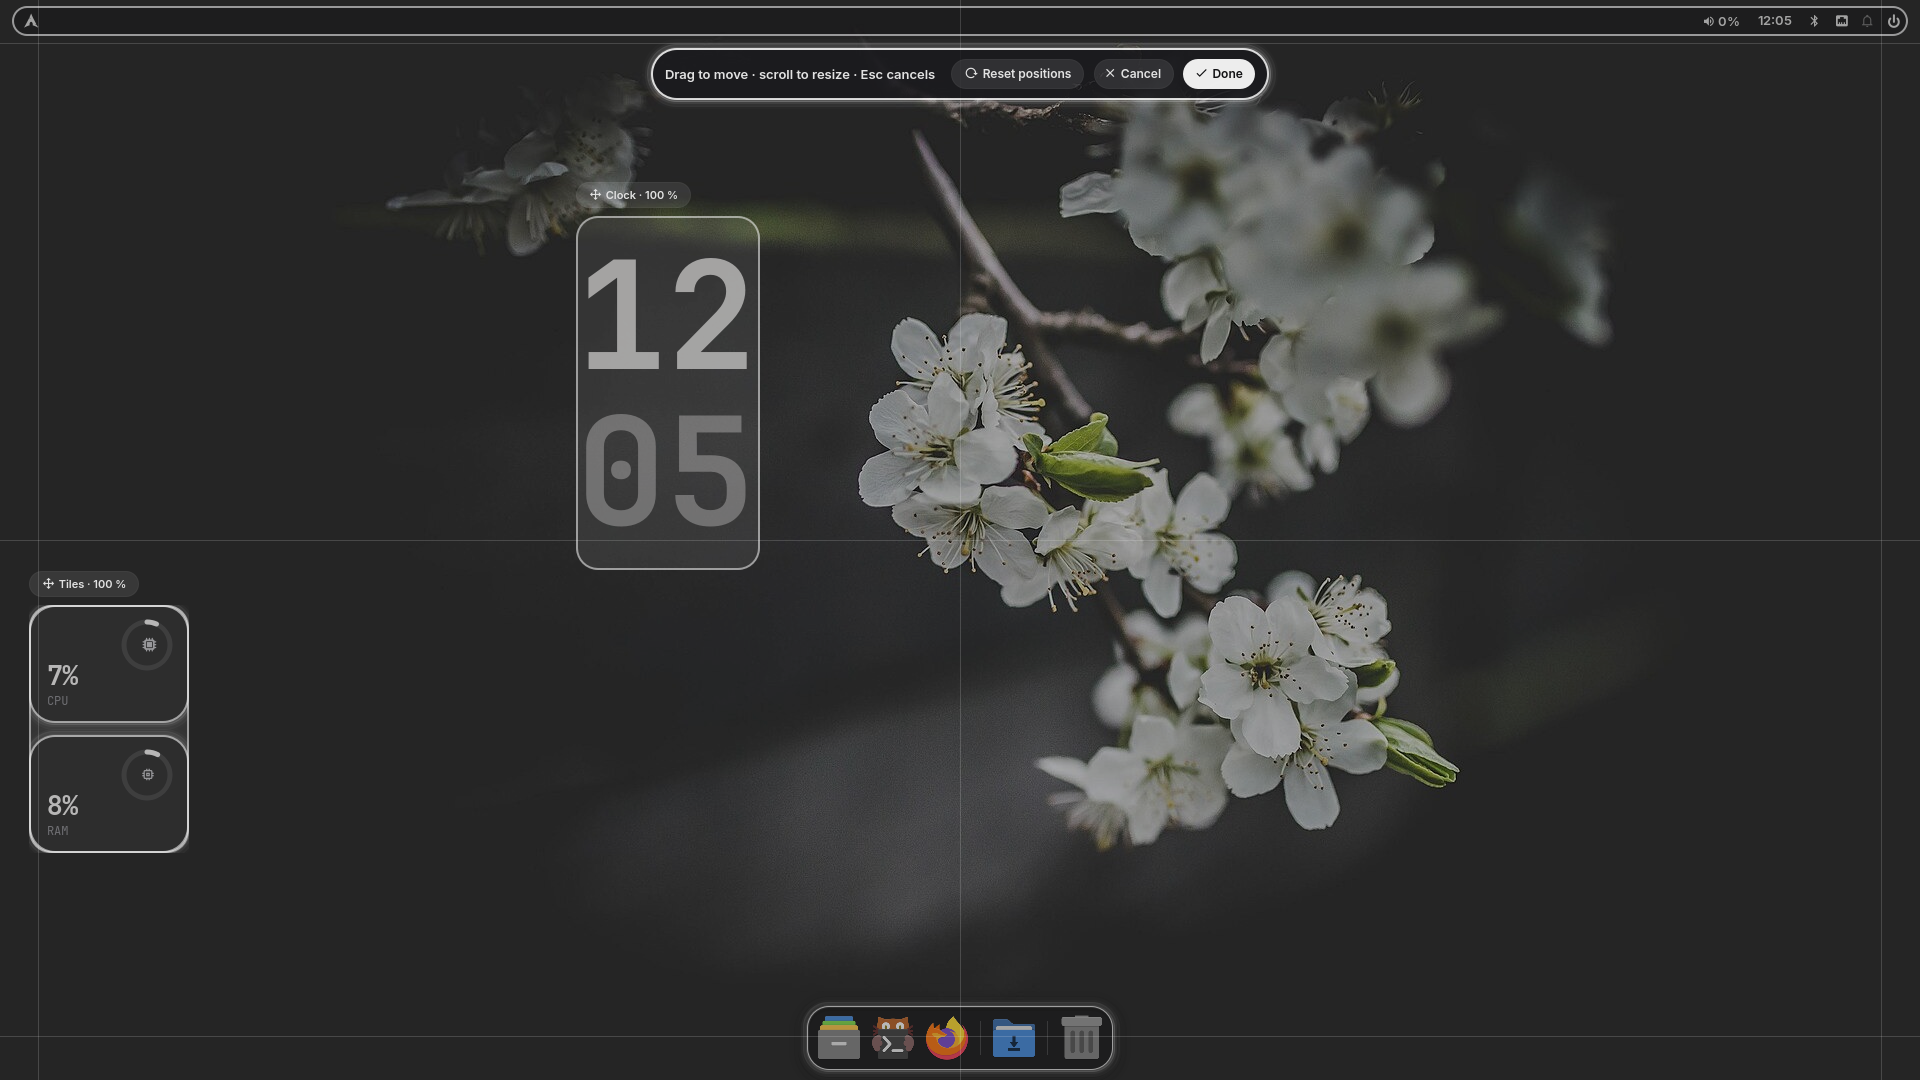 0% 12:05
Drag to move · scroll to resize · Esc cancels Reset positions Cancel Done
Clock · 100 %
12
05
Tiles · 100 %
7%
CPU
8%
RAM